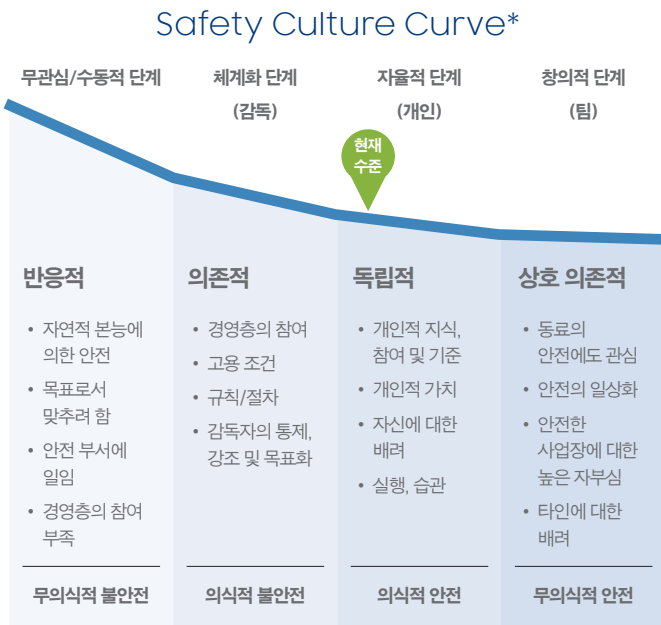 Safety Culture Curve*
무관심/수동적 단계
체계화 단계
(감독)
자율적 단계
(개인)
창의적 단계
(팀)
현재
수준
반응적
• 자연적 본능에
의한 안전
• 목표로서
맞추려 함
• 안전 부서에
일임
• 경영층의 참여
부족
무의식적 불안전
의존적
• 경영층의 참여
• 고용 조건
• 규칙/절차
• 감독자의 통제,
강조 및 목표화
의식적 불안전
독립적
• 개인적 지식,
참여 및 기준
• 개인적 가치
• 자신에 대한
배려
• 실행, 습관
의식적 안전
상호 의존적
• 동료의
안전에도 관심
• 안전의 일상화
• 안전한
사업장에 대한
높은 자부심
• 타인에 대한
배려
무의식적 안전